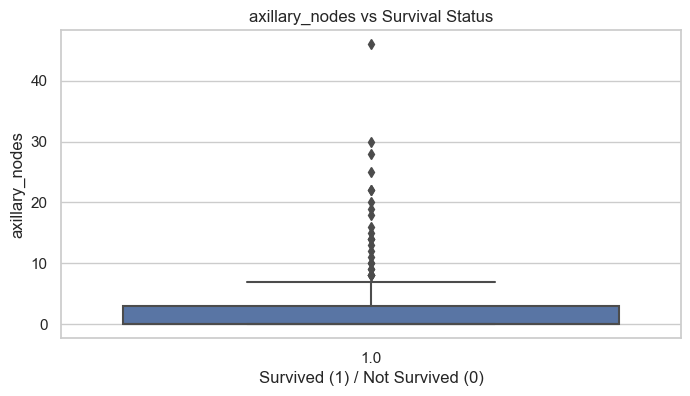 axillary_nodes vs Survival Status
axillary_nodes
40
30
20
10
0
1.0
Survived (1) / Not Survived (0)